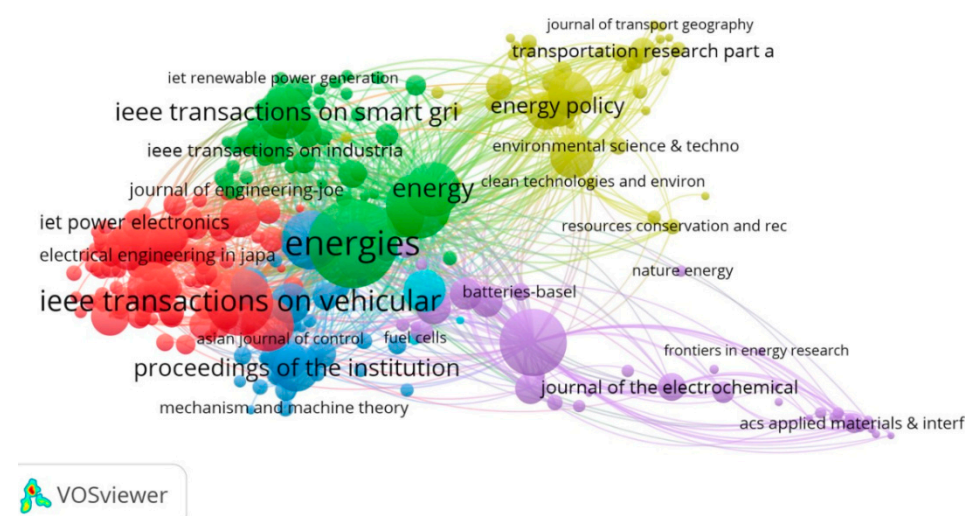 journal of transport geography
transportation research part a
iet renewable power generation
ieee transactions on smart gri
energy policy
ieee transactions on industria
environmental science & techno
journal of engineering-joe
energy
clean technologies and environ
iet power electronics
resources conservation and rec
energies
electrical engineering in japa
nature energy
ieee transactions on vehicular
batteries-basel
asian journal of control
fuel cells
frontiers in energy research
proceedings of the institution
journal of the electrochemical
mechanism and machine theory
acs applied materials & interf
VOSviewer